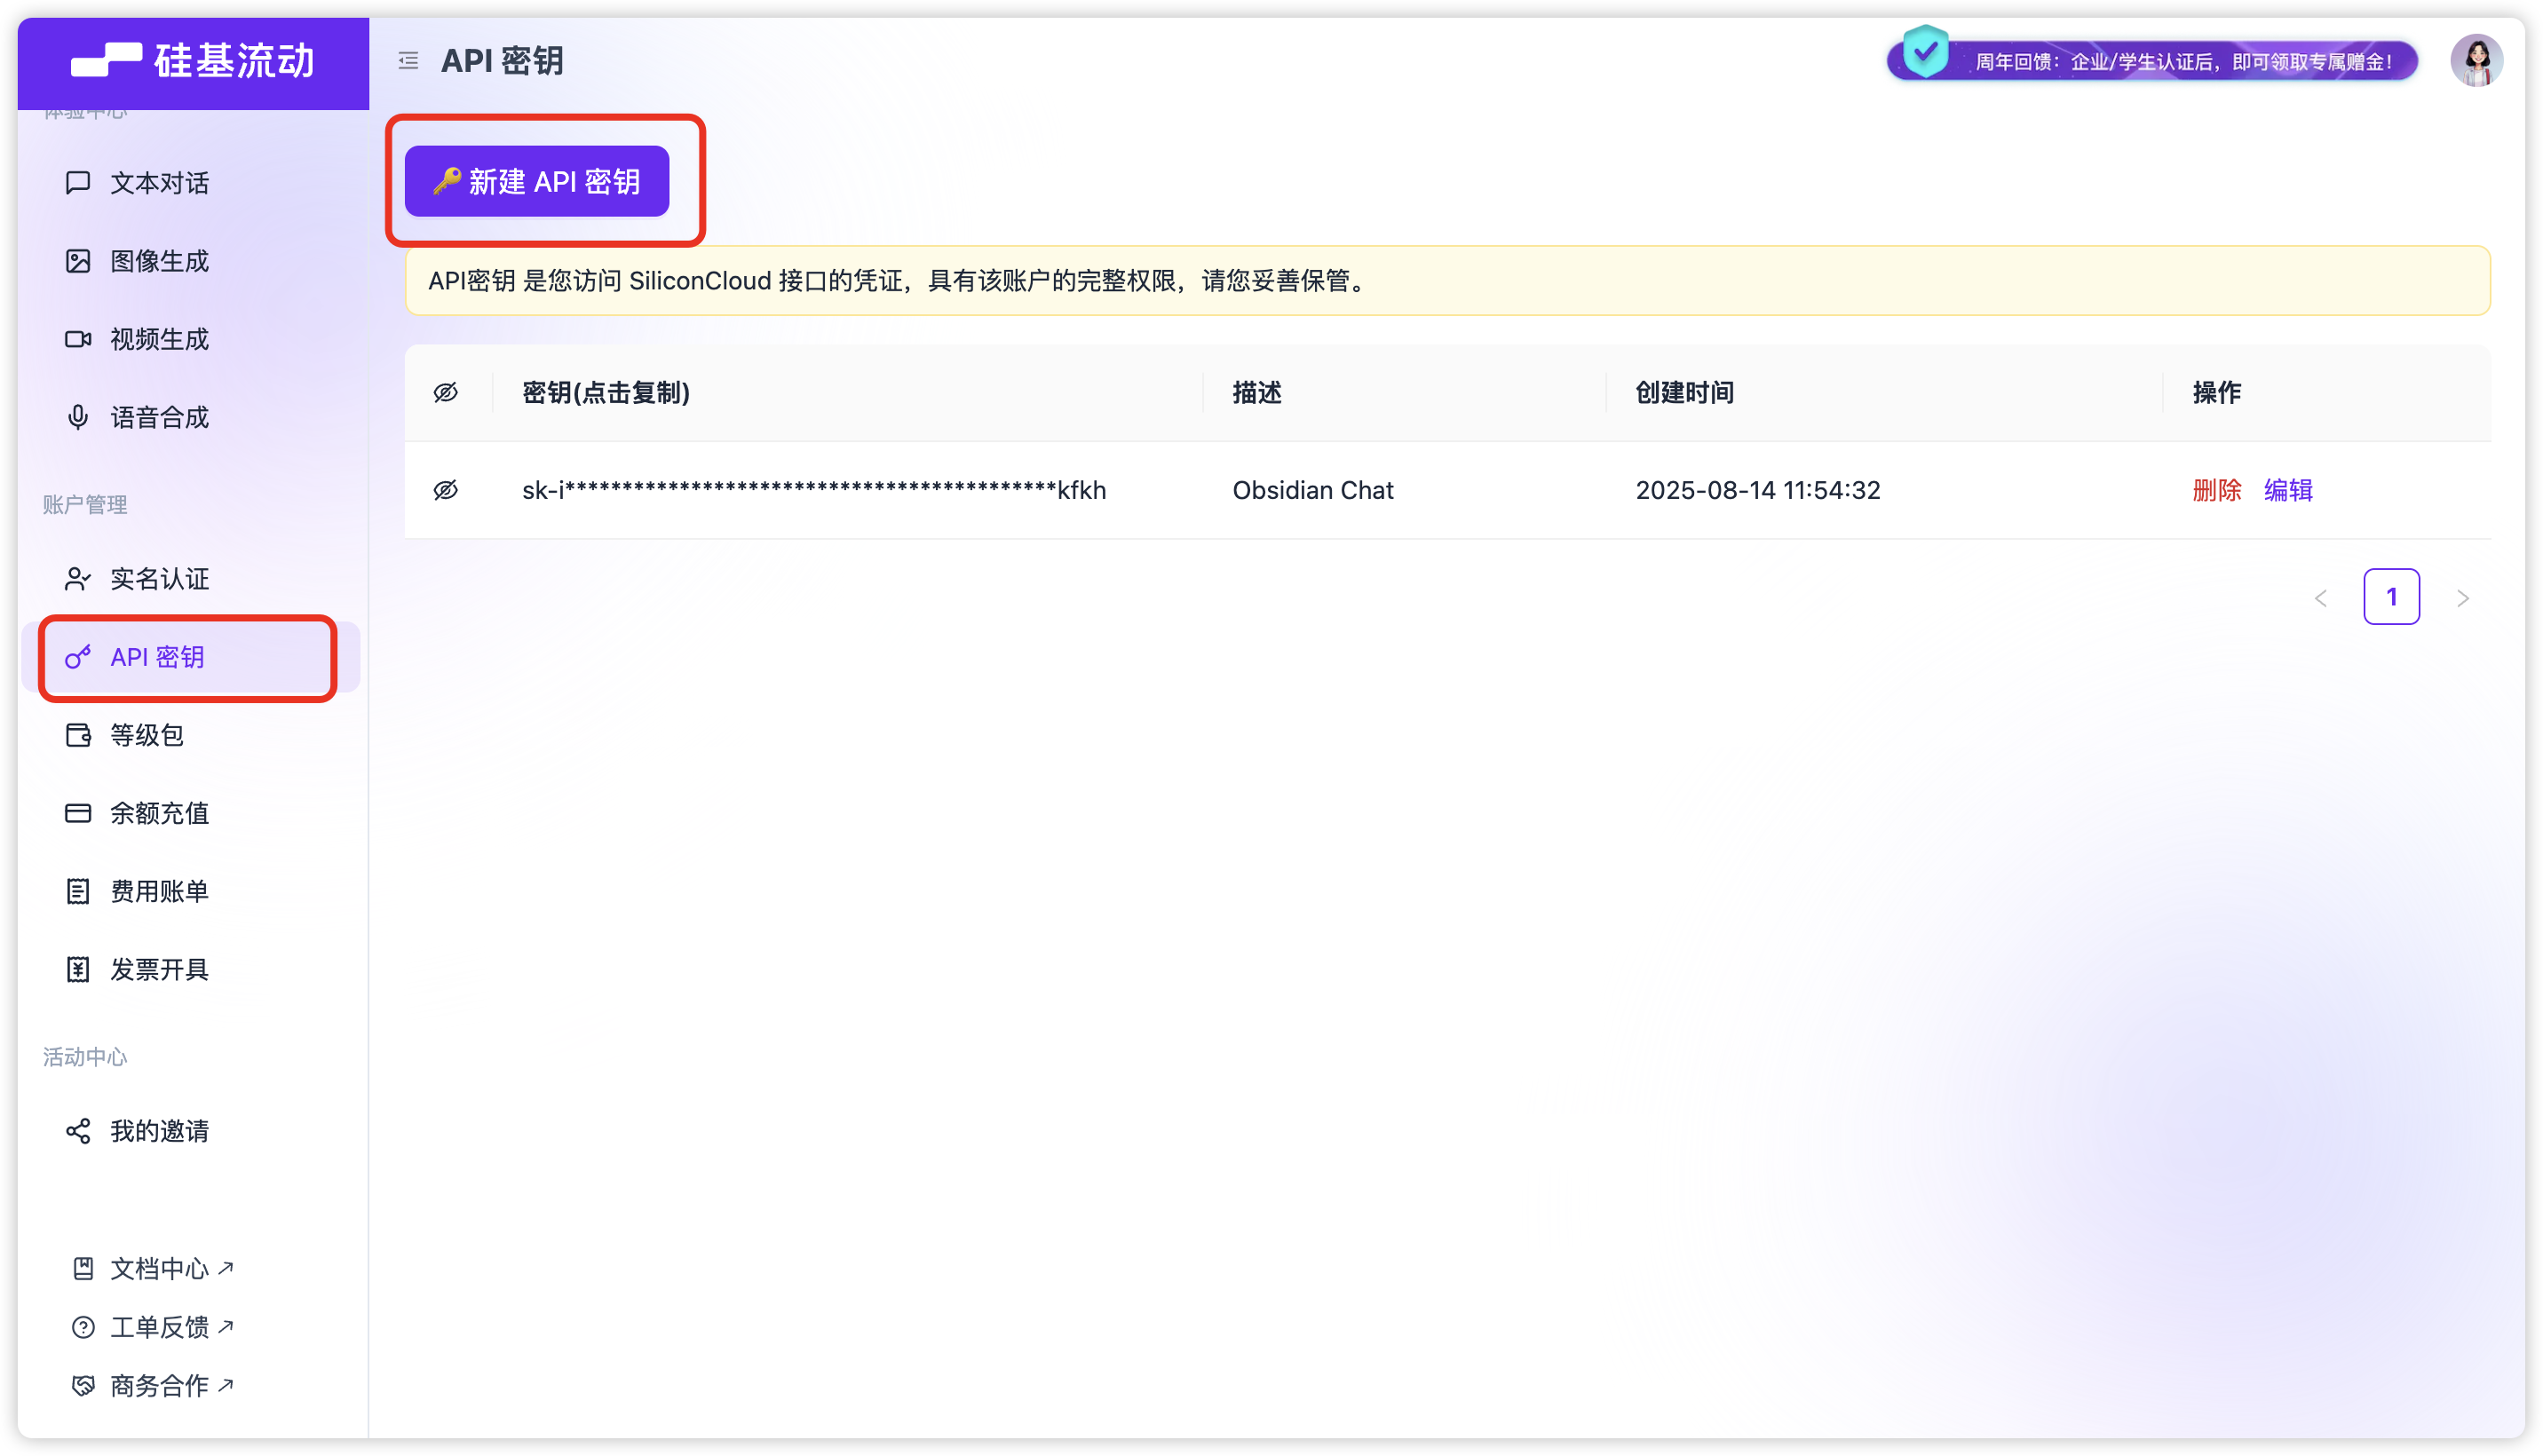 硅基流动
体验中心
文本对话
图像生成
视频生成
语音合成
账户管理
实名认证
API 密钥
等级包
余额充值
费用账单
发票开具
活动中心
我的邀请
文档中心
工单反馈
商务合作
API 密钥
周年回馈：企业/学生认证后，即可领取专属赠金！
新建 API 密钥
API密钥 是您访问 SiliconCloud 接口的凭证，具有该账户的完整权限，请您妥善保管。
密钥(点击复制) 描述 创建时间 操作
sk-i*******************************************kfkh Obsidian Chat 2025-08-14 11:54:32 删除 编辑
1